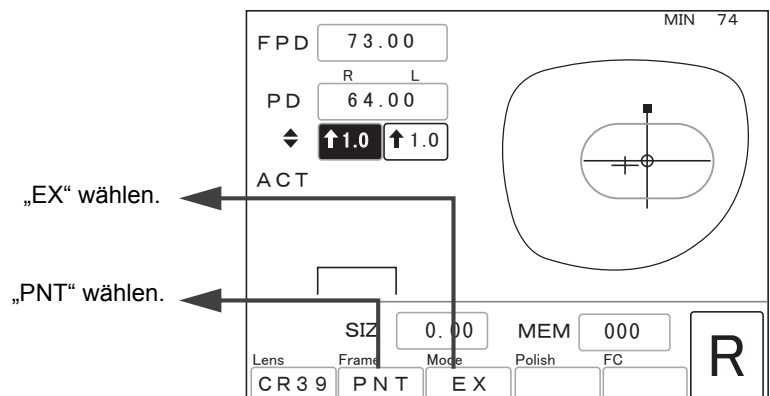 MIN 74
FPD 73.00
R L
PD 64.00
1.0 1.0
ACT
„EX“ wählen.
„PNT“ wählen.
SIZ 0.00 MEM 000
Lens Frame Mode Polish FC
CR39 PNT EX
R